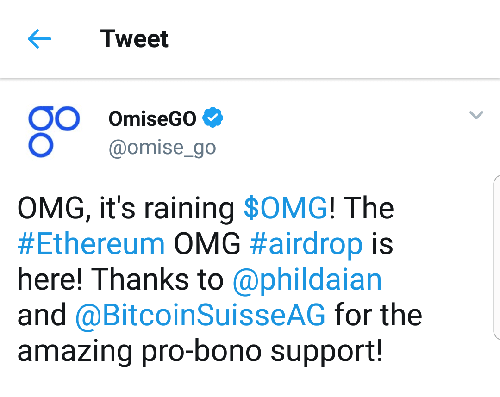 Tweet
OmiseGO
@omise_go
OMG, it's raining $OMG! The
#Ethereum OMG #airdrop is
here! Thanks to @phildaian
and @BitcoinSuisseAG for the
amazing pro-bono support!